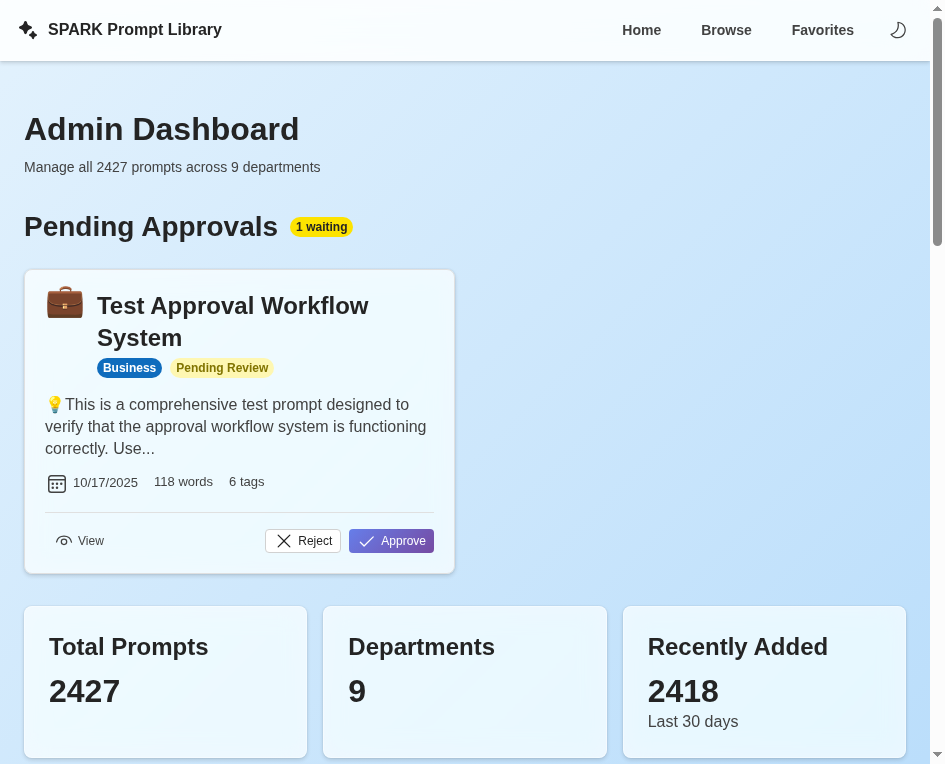 SPARK Prompt Library
Home Browse Favorites
Admin Dashboard
Manage all 2427 prompts across 9 departments
Pending Approvals 1 waiting
Test Approval Workflow
System
Business Pending Review
💡This is a comprehensive test prompt designed to
verify that the approval workflow system is functioning
correctly. Use...
10/17/2025 118 words 6 tags
View Reject Approve
Total Prompts
2427
Departments
9
Recently Added
2418
Last 30 days